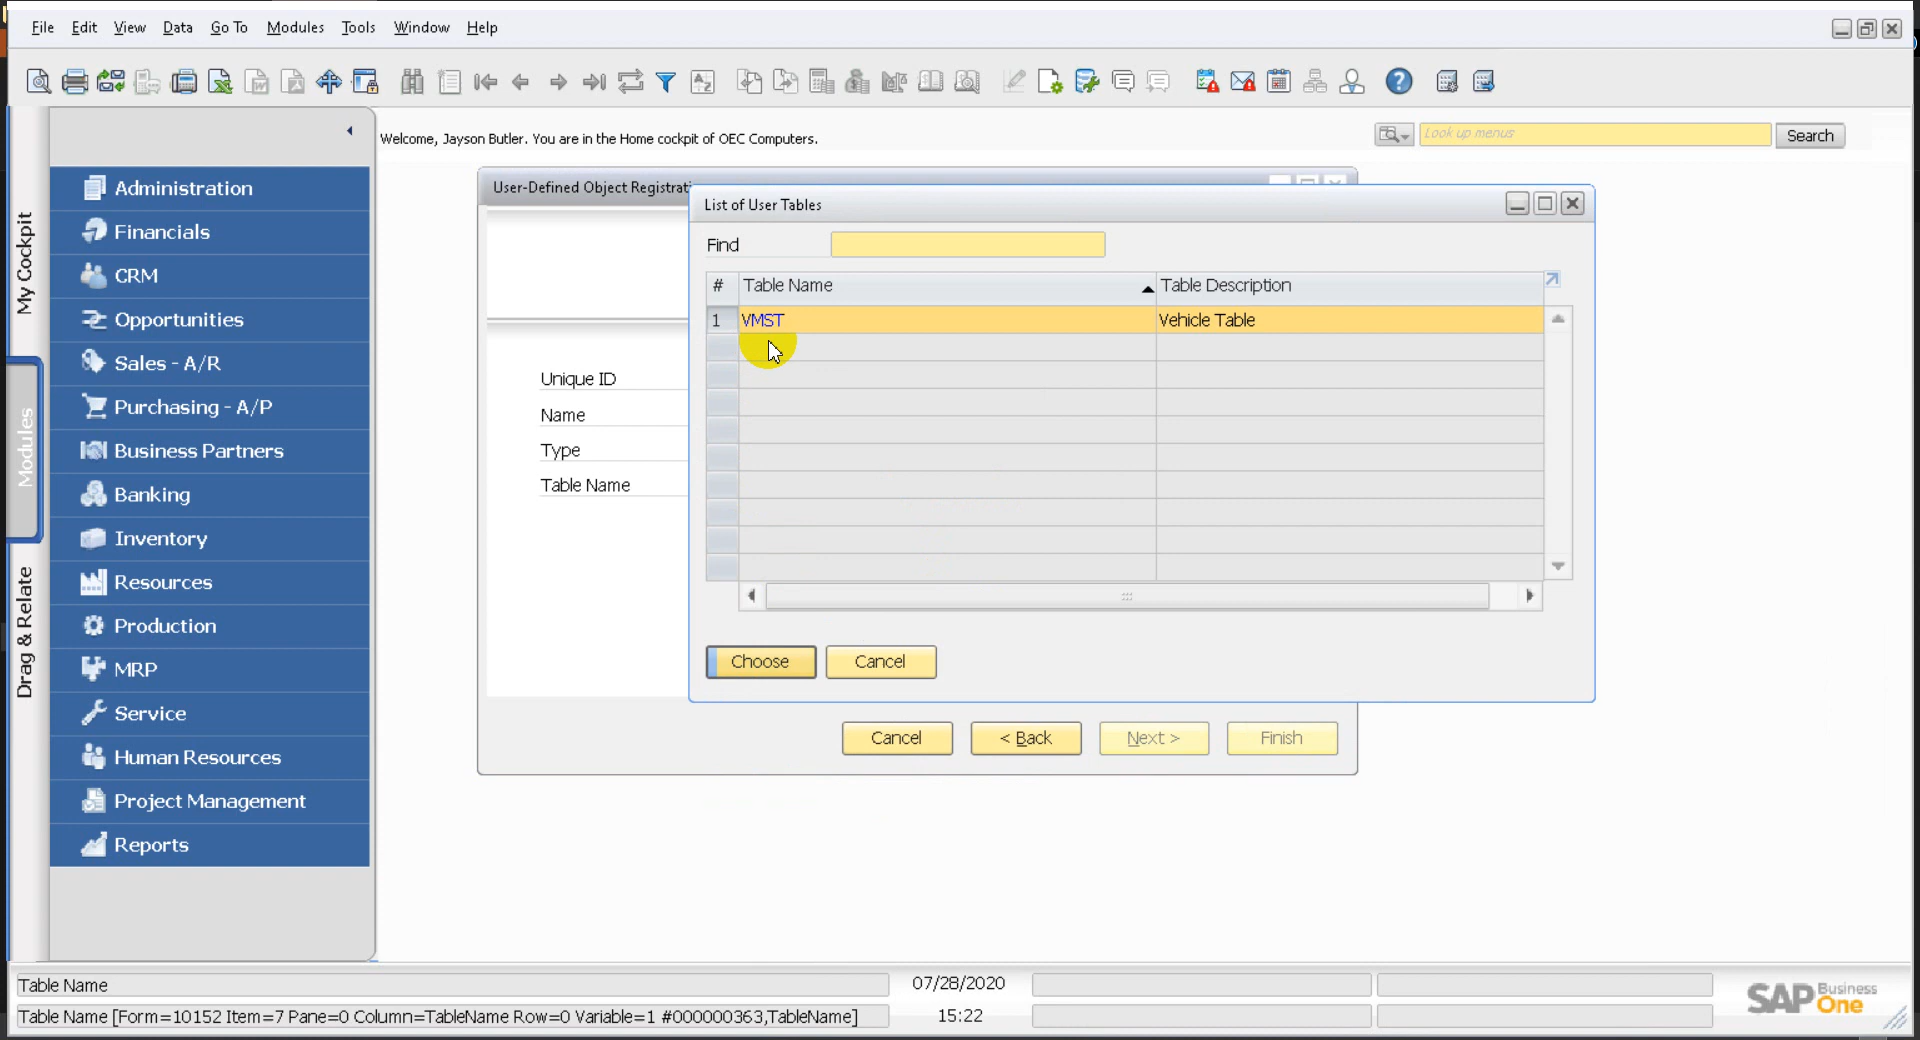 File Edit View Data Go To Modules Tools Window Help
Welcome, Jayson Butler. You are in the Home cockpit of OEC Computers.
Look up menus
Search
My Cockpit
Modules
Drag & Relate
Administration
Financials
CRM
Opportunities
Sales - A/R
Purchasing - A/P
Business Partners
Banking
Inventory
Resources
Production
MRP
Service
Human Resources
Project Management
Reports
User-Defined Object Registrati
Unique ID
Name
Type
Table Name
Cancel
< Back
Next >
Finish
List of User Tables
Find
# Table Name Table Description
1 VMST Vehicle Table
Choose
Cancel
Table Name
07/28/2020
Table Name [Form=10152 Item=7 Pane=0 Column=TableName Row=0 Variable=1 #000000363,TableName]
15:22
SAP Business One